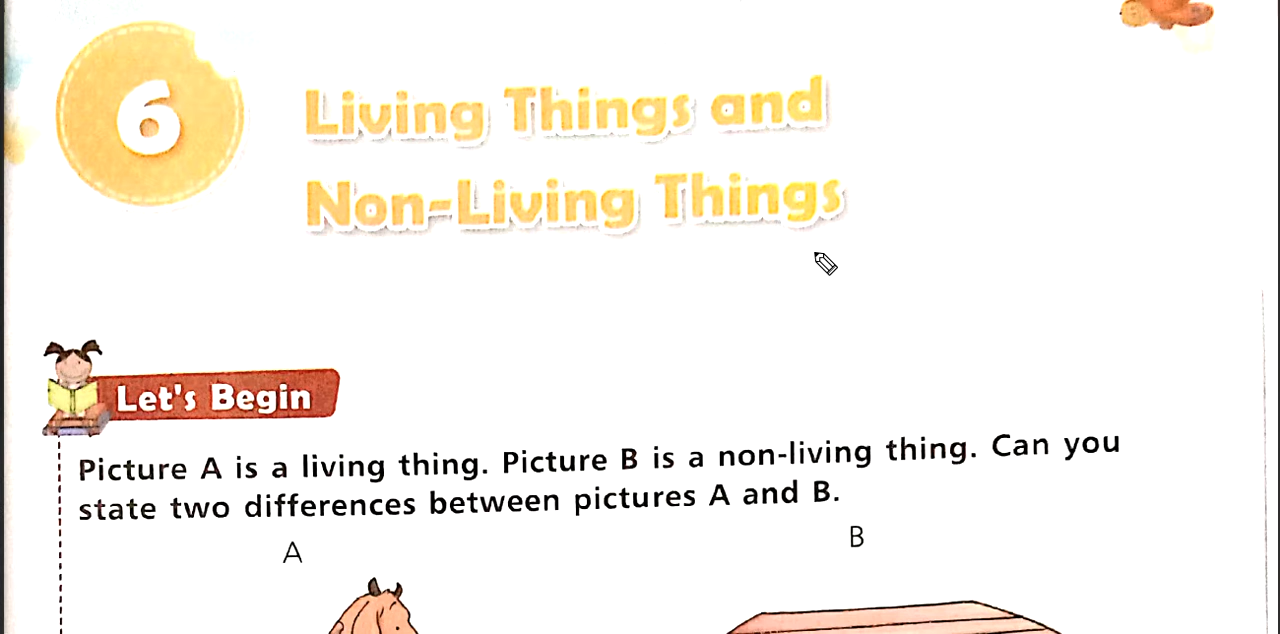 6
Living Things and
Non-Living Things
Let's Begin
Picture A is a living thing. Picture B is a non-living thing. Can you
state two differences between pictures A and B.
A
B